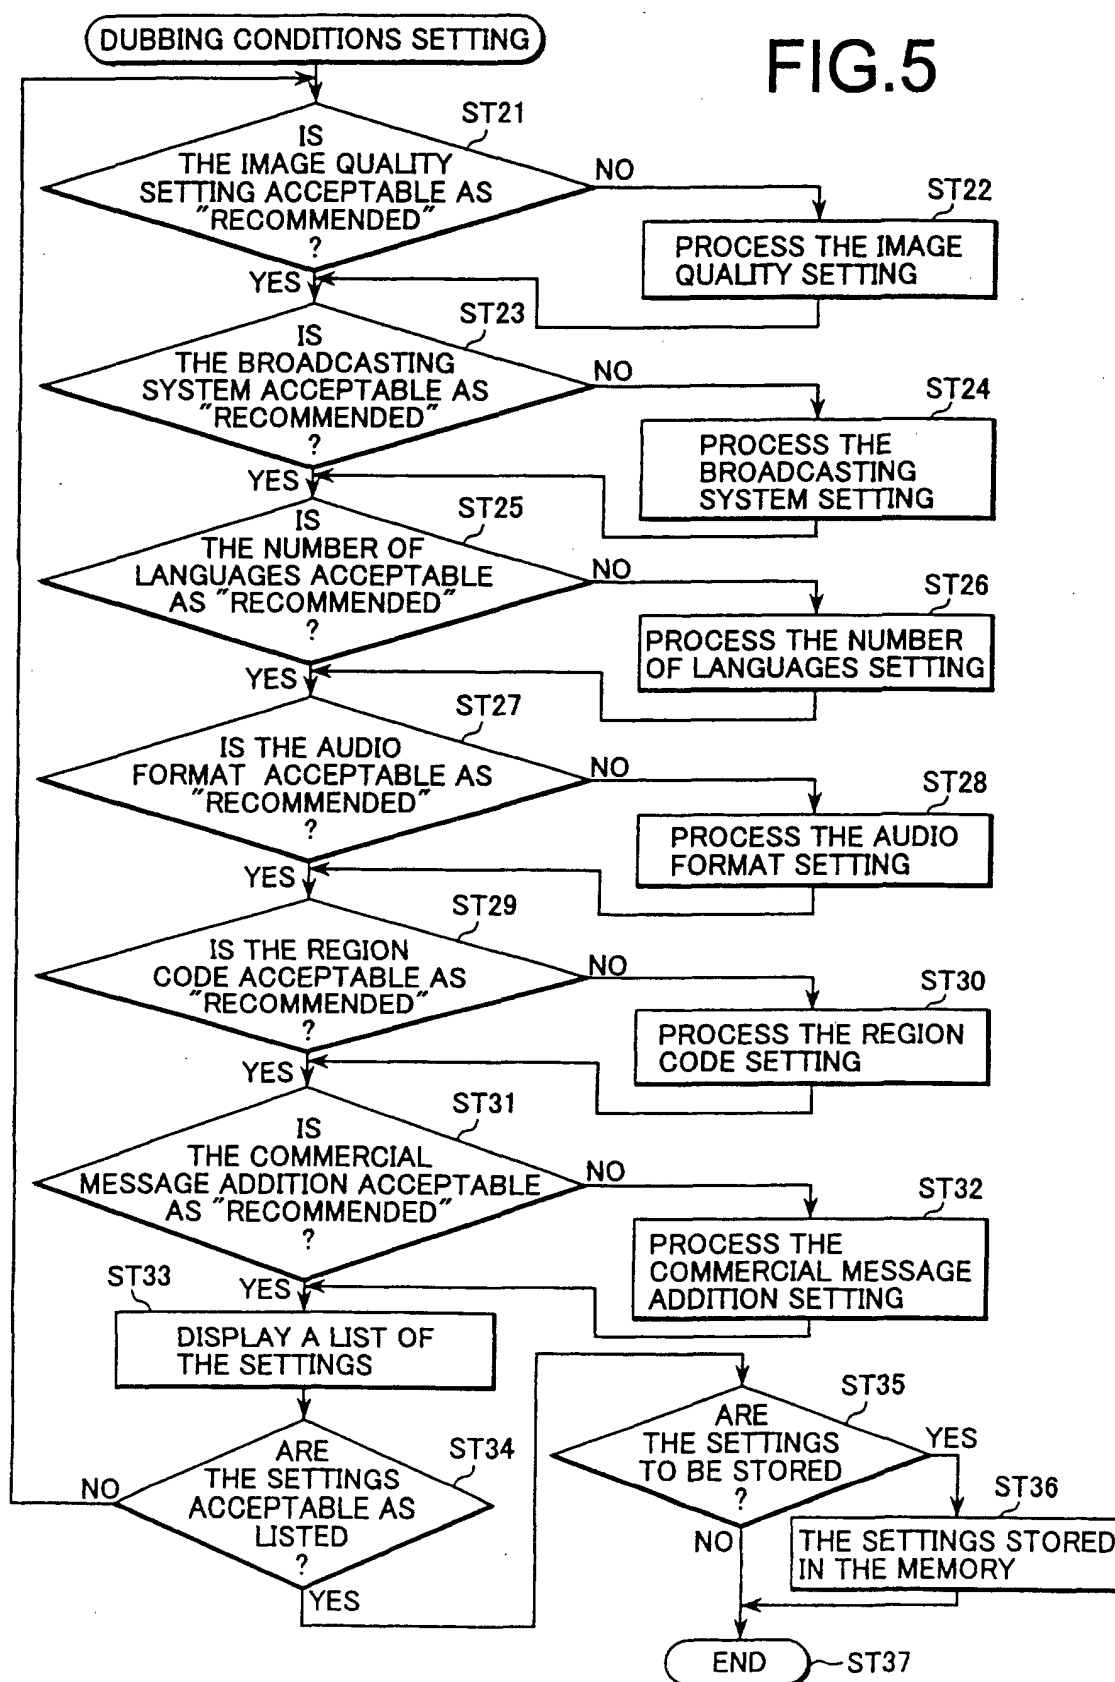 DUBBING CONDITIONS SETTING
FIG.5
ST21
IS
THE IMAGE QUALITY
SETTING ACCEPTABLE AS
"RECOMMENDED"
?
NO
YES
ST22
PROCESS THE IMAGE
QUALITY SETTING
ST23
IS
THE BROADCASTING
SYSTEM ACCEPTABLE AS
"RECOMMENDED"
?
NO
YES
ST24
PROCESS THE
BROADCASTING
SYSTEM SETTING
ST25
IS
THE NUMBER OF
LANGUAGES ACCEPTABLE
AS "RECOMMENDED"
?
NO
YES
ST26
PROCESS THE NUMBER
OF LANGUAGES SETTING
ST27
IS THE AUDIO
FORMAT ACCEPTABLE AS
"RECOMMENDED"
?
NO
YES
ST28
PROCESS THE AUDIO
FORMAT SETTING
ST29
IS THE REGION
CODE ACCEPTABLE AS
"RECOMMENDED"
?
NO
YES
ST30
PROCESS THE REGION
CODE SETTING
ST31
IS
THE COMMERCIAL
MESSAGE ADDITION ACCEPTABLE
AS "RECOMMENDED"
?
NO
YES
ST32
PROCESS THE
COMMERCIAL MESSAGE
ADDITION SETTING
ST33
DISPLAY A LIST OF
THE SETTINGS
ST34
ARE
THE SETTINGS
ACCEPTABLE AS
LISTED
?
NO
YES
ST35
ARE
THE SETTINGS
TO BE STORED
?
YES
NO
ST36
THE SETTINGS STORED
IN THE MEMORY
END
ST37